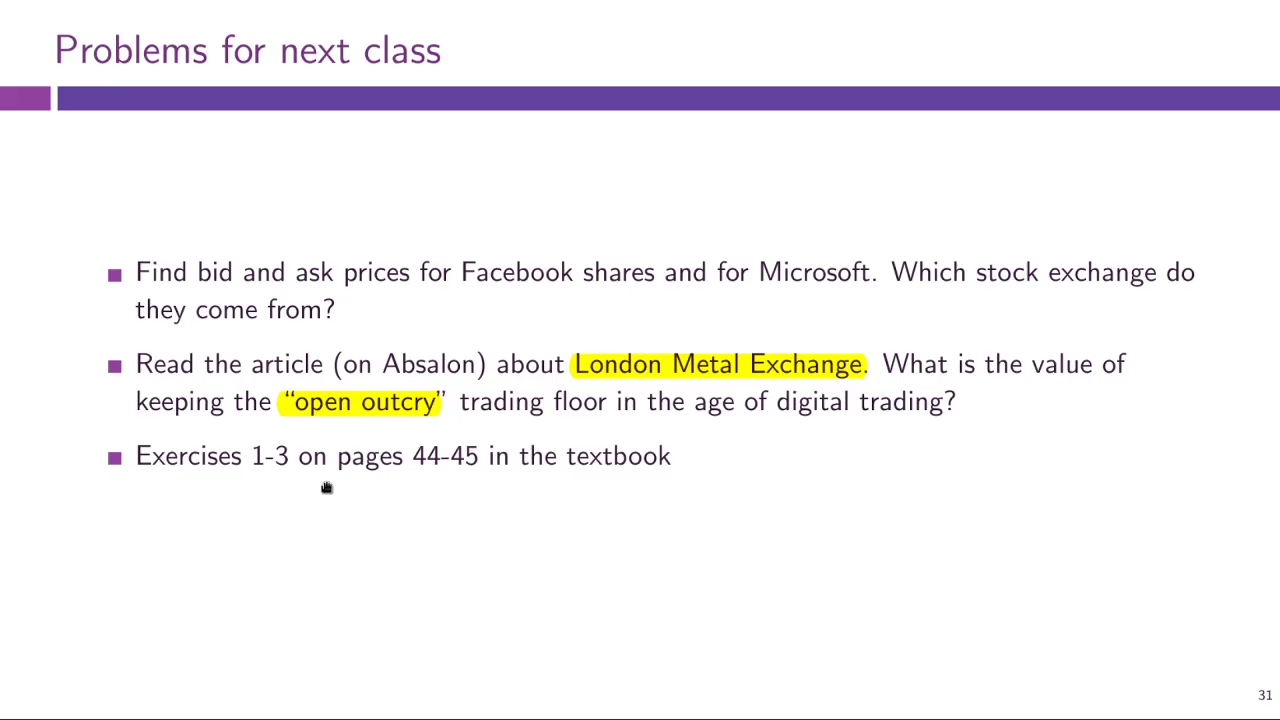 Problems for next class
Find bid and ask prices for Facebook shares and for Microsoft. Which stock exchange do
they come from?
Read the article (on Absalon) about London Metal Exchange. What is the value of
keeping the “open outcry” trading floor in the age of digital trading?
Exercises 1-3 on pages 44-45 in the textbook
31